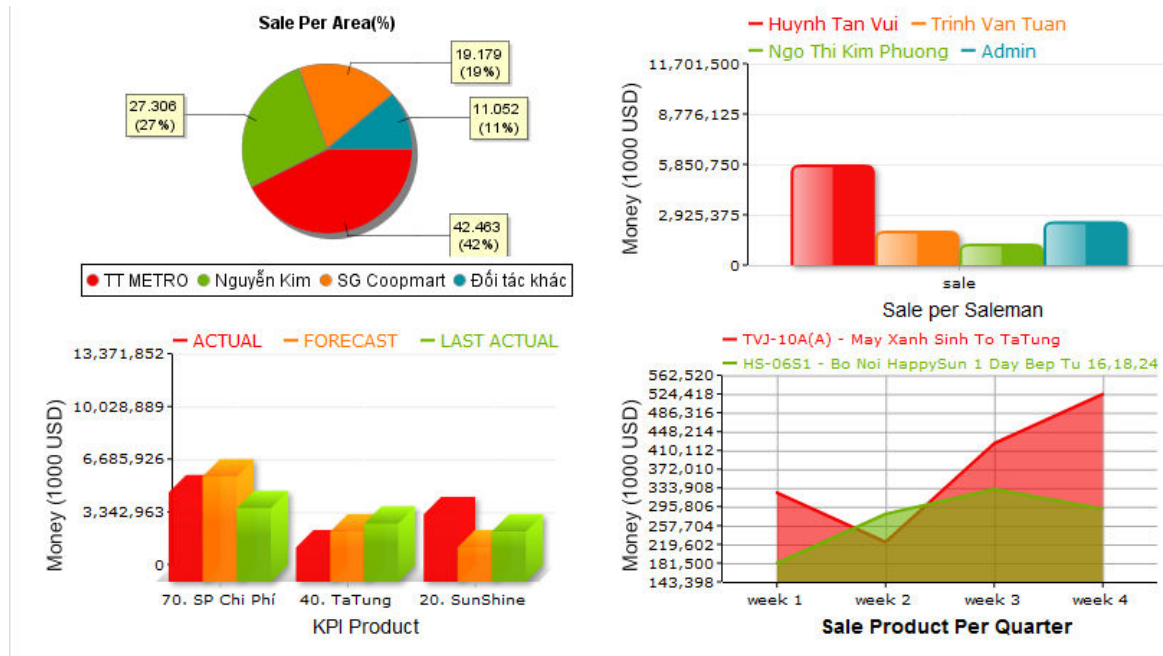 Sale Per Area(%)
19.179
(19%)
27.306
(27%)
11.052
(11%)
42.463
(42%)
TT METRO Nguyễn Kim SG Coopmart Đối tác khác
Huynh Tan Vui Trinh Van Tuan
Ngo Thi Kim Phuong Admin
11,701,500
8,776,125
5,850,750
2,925,375
0
Money (1000 USD)
sale
Sale per Saleman
ACTUAL FORECAST LAST ACTUAL
13,371,852
10,028,889
6,685,926
3,342,963
0
Money (1000 USD)
70. SP Chi Phí 40. TaTung 20. SunShine
KPI Product
TVJ-10A(A) - May Xanh Sinh To TaTung
HS-06S1 - Bo Noi HappySun 1 Day Bep Tu 16,18,24
562,520
524,418
486,316
448,214
410,112
372,010
333,908
295,806
257,704
219,602
181,500
143,398
Money (1000 USD)
week 1 week 2 week 3 week 4
Sale Product Per Quarter